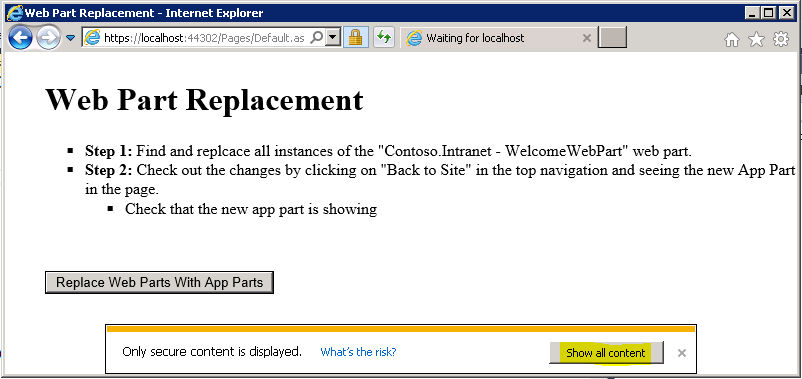 Web Part Replacement - Internet Explorer
https://localhost:44302/Pages/Default.as
Waiting for localhost
Web Part Replacement
Step 1: Find and replcace all instances of the "Contoso.Intranet - WelcomeWebPart" web part.
Step 2: Check out the changes by clicking on "Back to Site" in the top navigation and seeing the new App Part
in the page.
Check that the new app part is showing
Replace Web Parts With App Parts
Only secure content is displayed. What's the risk? Show all content